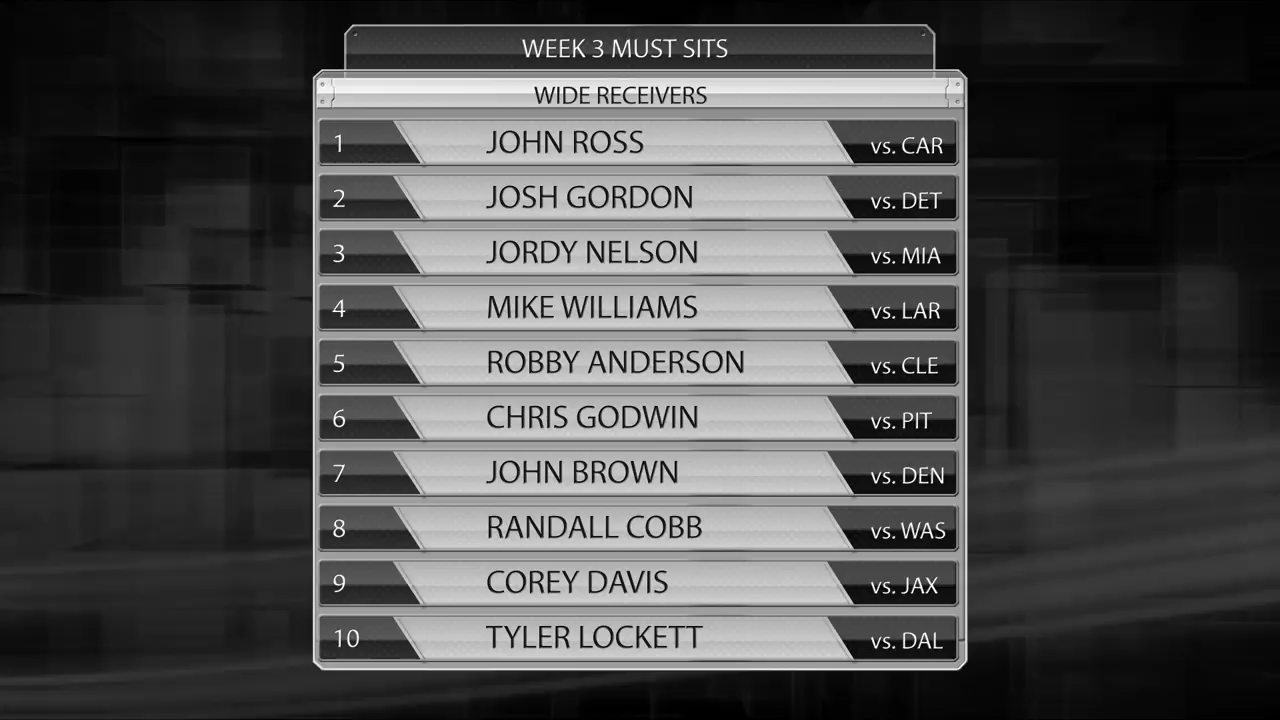 WEEK 3 MUST SITS
WIDE RECEIVERS
1 JOHN ROSS vs. CAR
2 JOSH GORDON vs. DET
3 JORDY NELSON vs. MIA
4 MIKE WILLIAMS vs. LAR
5 ROBBY ANDERSON vs. CLE
6 CHRIS GODWIN vs. PIT
7 JOHN BROWN vs. DEN
8 RANDALL COBB vs. WAS
9 COREY DAVIS vs. JAX
10 TYLER LOCKETT vs. DAL